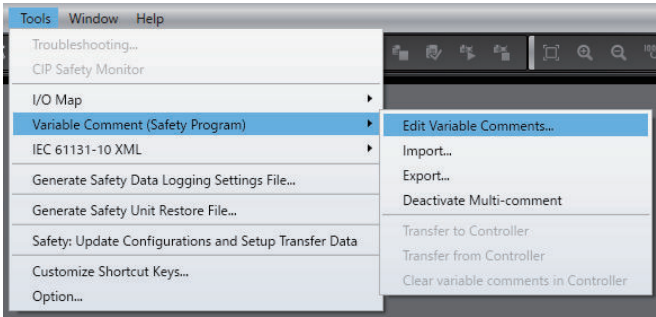 Tools Window Help
Troubleshooting...
CIP Safety Monitor
I/O Map
Variable Comment (Safety Program)
IEC 61131-10 XML
Generate Safety Data Logging Settings File...
Generate Safety Unit Restore File...
Safety: Update Configurations and Setup Transfer Data
Customize Shortcut Keys...
Option...
Edit Variable Comments...
Import...
Export...
Deactivate Multi-comment
Transfer to Controller
Transfer from Controller
Clear variable comments in Controller